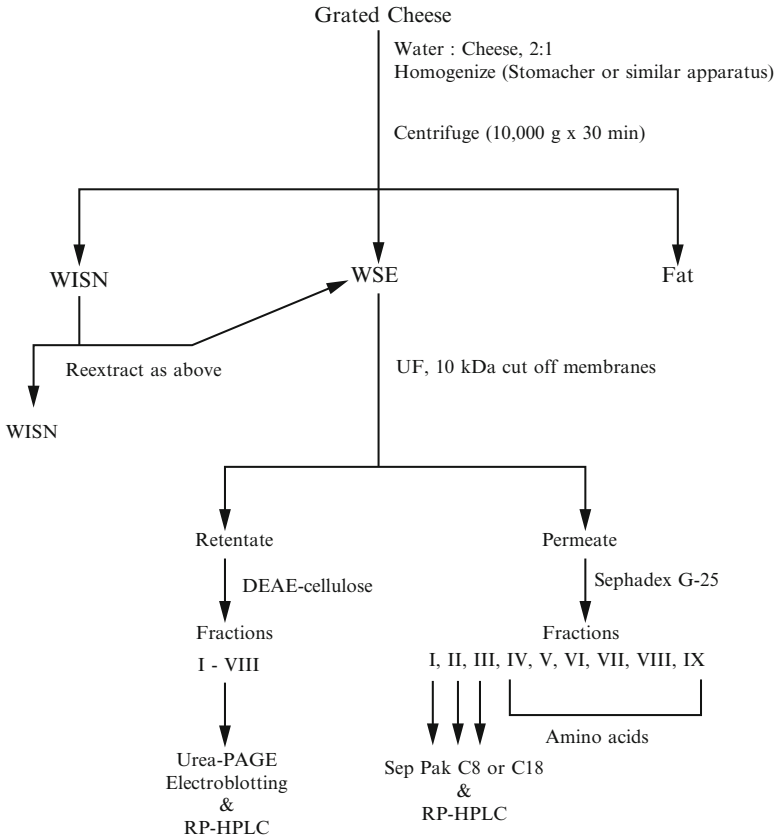 Grated Cheese
Water : Cheese, 2:1
Homogenize (Stomacher or similar apparatus)
Centrifuge (10,000 g x 30 min)
WISN
WSE
Fat
Reextract as above
UF, 10 kDa cut off membranes
WISN
Retentate
Permeate
DEAE-cellulose
Sephadex G-25
Fractions
Fractions
I - VIII
I, II, III, IV, V, VI, VII, VIII, IX
Amino acids
Urea-PAGE
Electroblotting
&
RP-HPLC
Sep Pak C8 or C18
&
RP-HPLC